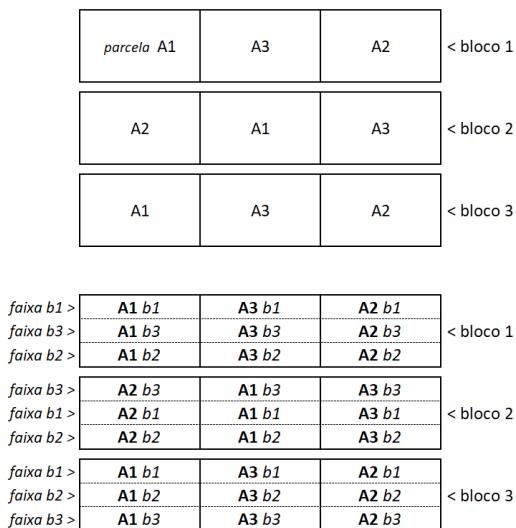 parcela A1 A3 A2 < bloco 1
A2 A1 A3 < bloco 2
A1 A3 A2 < bloco 3
faixa b1 > A1 b1 A3 b1 A2 b1
faixa b3 > A1 b3 A3 b3 A2 b3 < bloco 1
faixa b2 > A1 b2 A3 b2 A2 b2
faixa b3 > A2 b3 A1 b3 A3 b3
faixa b1 > A2 b1 A1 b1 A3 b1 < bloco 2
faixa b2 > A2 b2 A1 b2 A3 b2
faixa b1 > A1 b1 A3 b1 A2 b1
faixa b2 > A1 b2 A3 b2 A2 b2 < bloco 3
faixa b3 > A1 b3 A3 b3 A2 b3